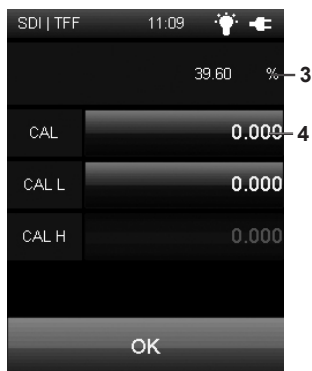 SDI | TFF 11:09
39.60 % 3
CAL 0.000 4
CAL L 0.000
CAL H 0.000
OK